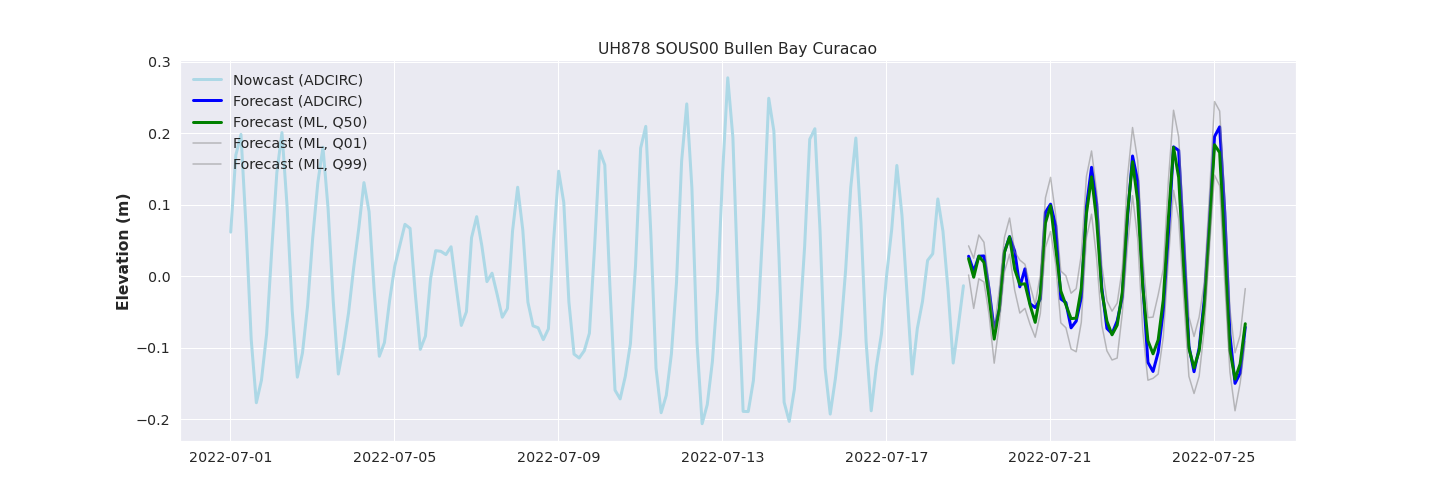 UH878 SOUS00 Bullen Bay Curacao
Elevation (m)
0.3
0.2
0.1
0.0
−0.1
−0.2
Nowcast (ADCIRC)
Forecast (ADCIRC)
Forecast (ML, Q50)
Forecast (ML, Q01)
Forecast (ML, Q99)
2022-07-01 2022-07-05 2022-07-09 2022-07-13 2022-07-17 2022-07-21 2022-07-25